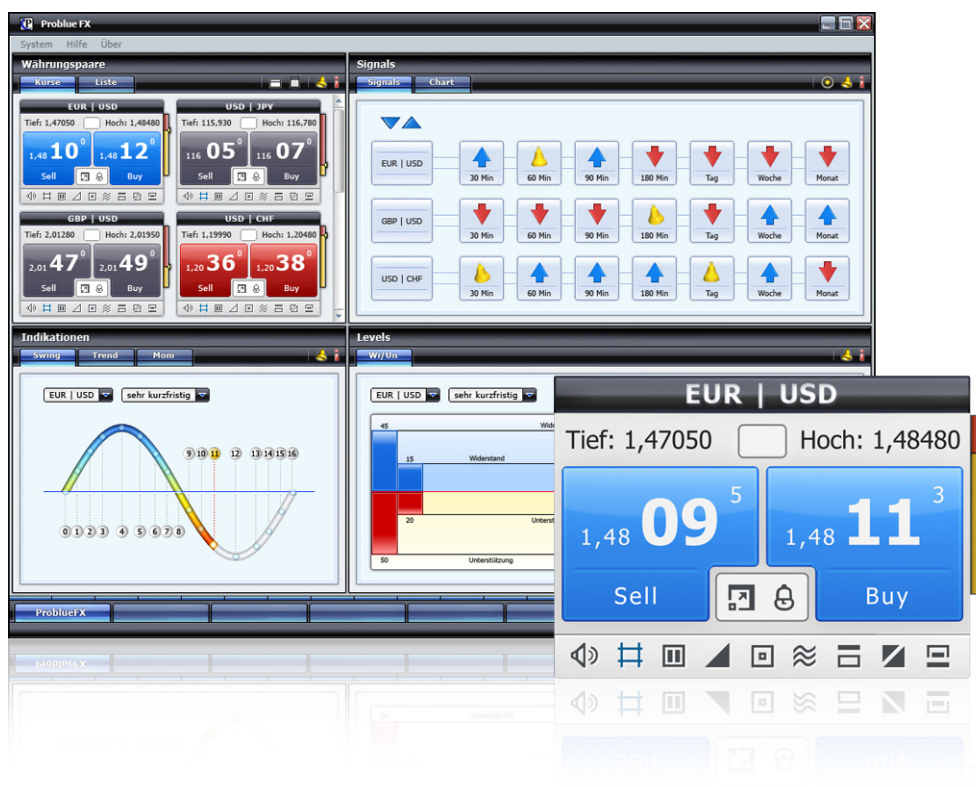 Problue FX
System Hilfe Über
Währungspaare
Kurse Liste
EUR | USD
Tief: 1,47050 Hoch: 1,48480
1,48 10 0 1,48 12 0
Sell Buy
USD | JPY
Tief: 115,930 Hoch: 116,780
116 05 0 116 07 0
Sell Buy
GBP | USD
Tief: 2,01280 Hoch: 2,01950
2,01 47 0 2,01 49 0
Sell Buy
USD | CHF
Tief: 1,19990 Hoch: 1,20480
1,20 36 0 1,20 38 0
Sell Buy
Signals
Signals Chart
EUR | USD
30 Min 60 Min 90 Min 180 Min Tag Woche Monat
GBP | USD
30 Min 60 Min 90 Min 180 Min Tag Woche Monat
USD | CHF
30 Min 60 Min 90 Min 180 Min Tag Woche Monat
Indikationen
Swing Trend Mom
EUR | USD sehr kurzfristig
9 10 11 12 13 14 15 16
0 1 2 3 4 5 6 7 8
Levels
Wi/Un
EUR | USD sehr kurzfristig
45
15 Widerstand
20
50 Unterstützung
EUR | USD
Tief: 1,47050 Hoch: 1,48480
1,48 09 5 1,48 11 3
Sell Buy
ProblueFX